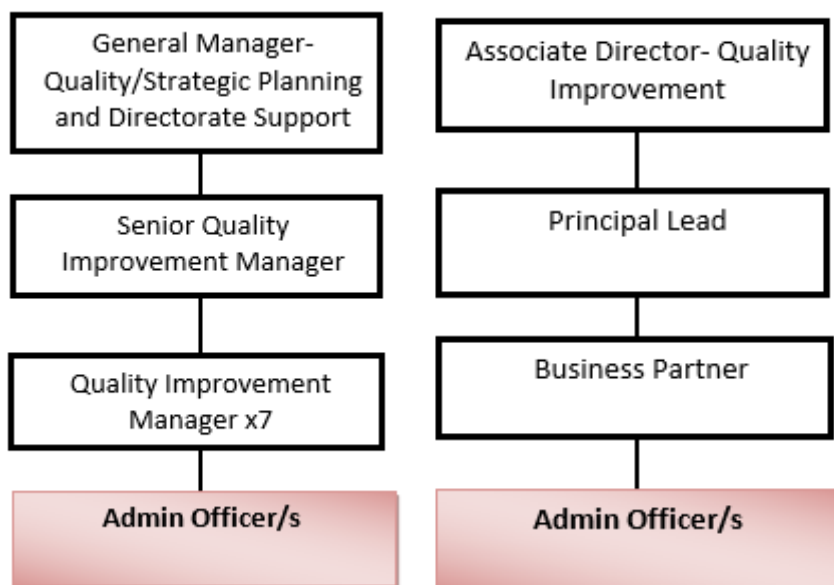 General Manager-
Quality/Strategic Planning
and Directorate Support
Senior Quality
Improvement Manager
Quality Improvement
Manager x7
Admin Officer/s
Associate Director- Quality
Improvement
Principal Lead
Business Partner
Admin Officer/s